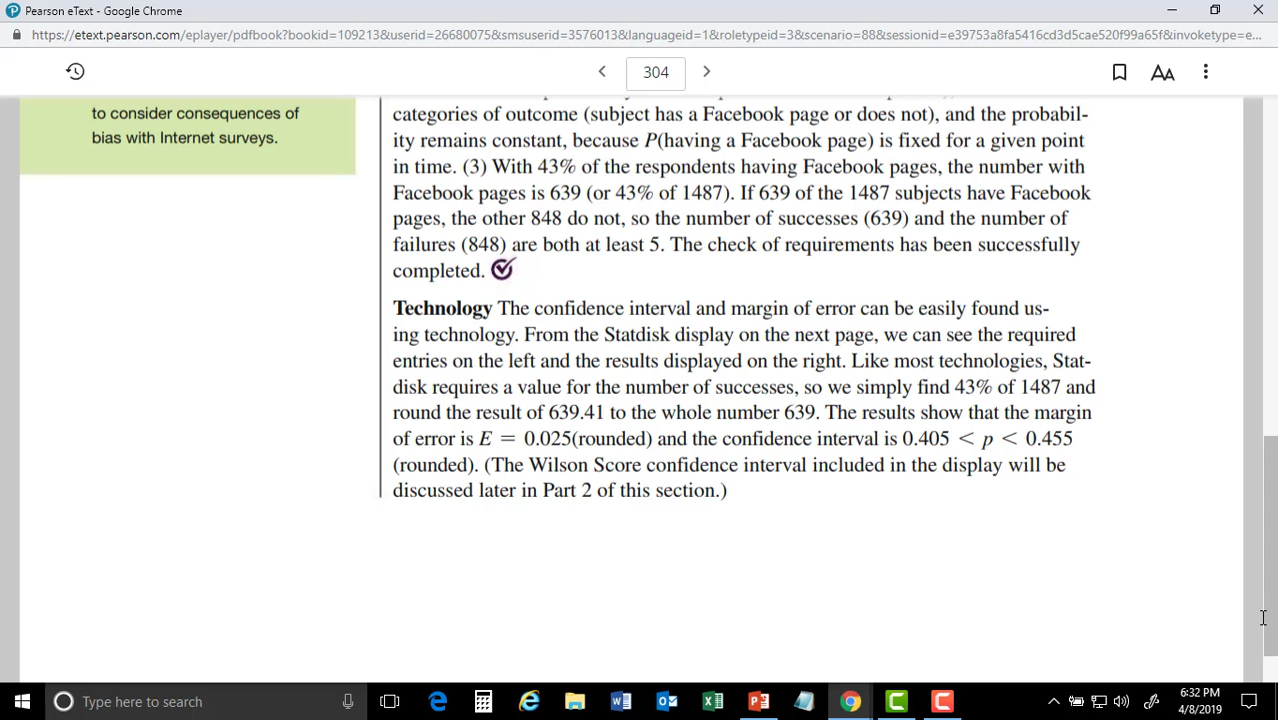 Pearson eText - Google Chrome
https://etext.pearson.com/eplayer/pdfbook?bookid=109213&userid=26680075&smsuserid=3576013&languageid=1&roletypeid=3&scenario=88&sessionid=e39753a8fa5416cd3d5cae520f99a65f&invoketype=e...
304
AA
to consider consequences of
bias with Internet surveys.
categories of outcome (subject has a Facebook page or does not), and the probabil-
ity remains constant, because P(having a Facebook page) is fixed for a given point
in time. (3) With 43% of the respondents having Facebook pages, the number with
Facebook pages is 639 (or 43% of 1487). If 639 of the 1487 subjects have Facebook
pages, the other 848 do not, so the number of successes (639) and the number of
failures (848) are both at least 5. The check of requirements has been successfully
completed.
Technology The confidence interval and margin of error can be easily found us-
ing technology. From the Statdisk display on the next page, we can see the required
entries on the left and the results displayed on the right. Like most technologies, Stat-
disk requires a value for the number of successes, so we simply find 43% of 1487 and
round the result of 639.41 to the whole number 639. The results show that the margin
of error is E = 0.025(rounded) and the confidence interval is 0.405 < p < 0.455
(rounded). (The Wilson Score confidence interval included in the display will be
discussed later in Part 2 of this section.)
Type here to search
6:32 PM
4/8/2019